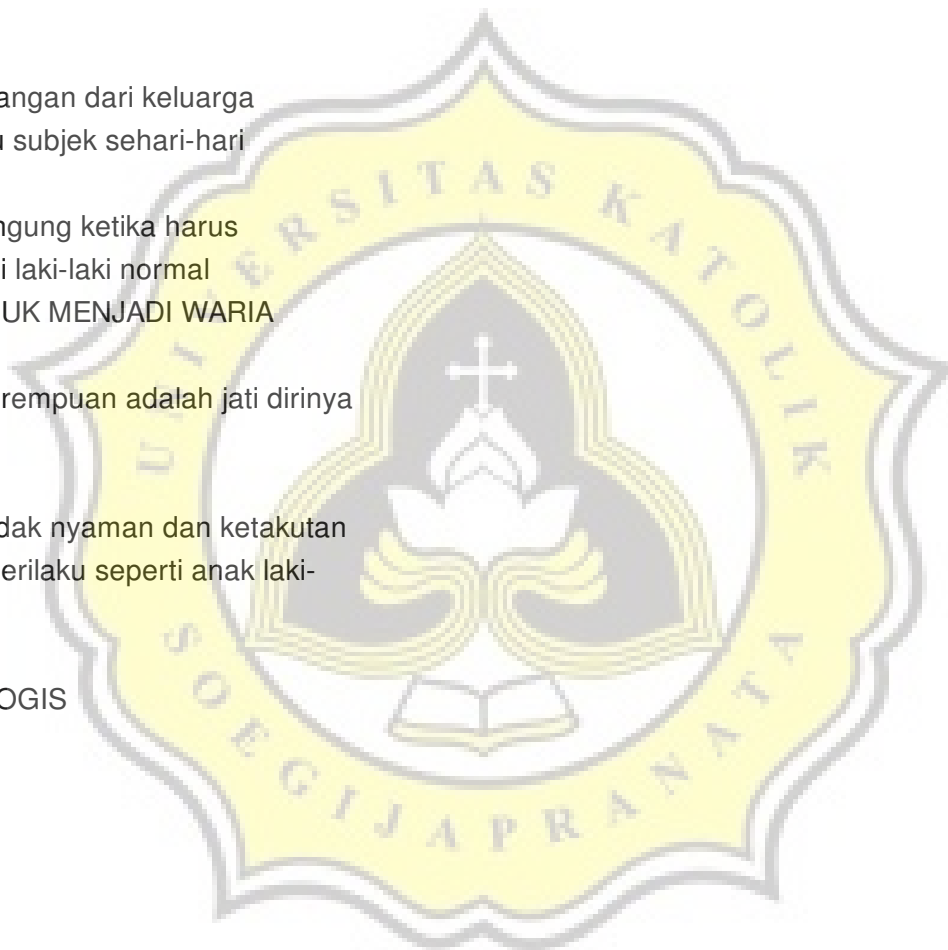 angan dari keluarga
u subjek sehari-hari
ngung ketika harus
i laki-laki normal
UK MENJADI WARIA
rempuan adalah jati dirinya
dak nyaman dan ketakutan
erilaku seperti anak laki-
OGIS
UNIVERSITAS KATOLIK
SOEGIJAPRANATA